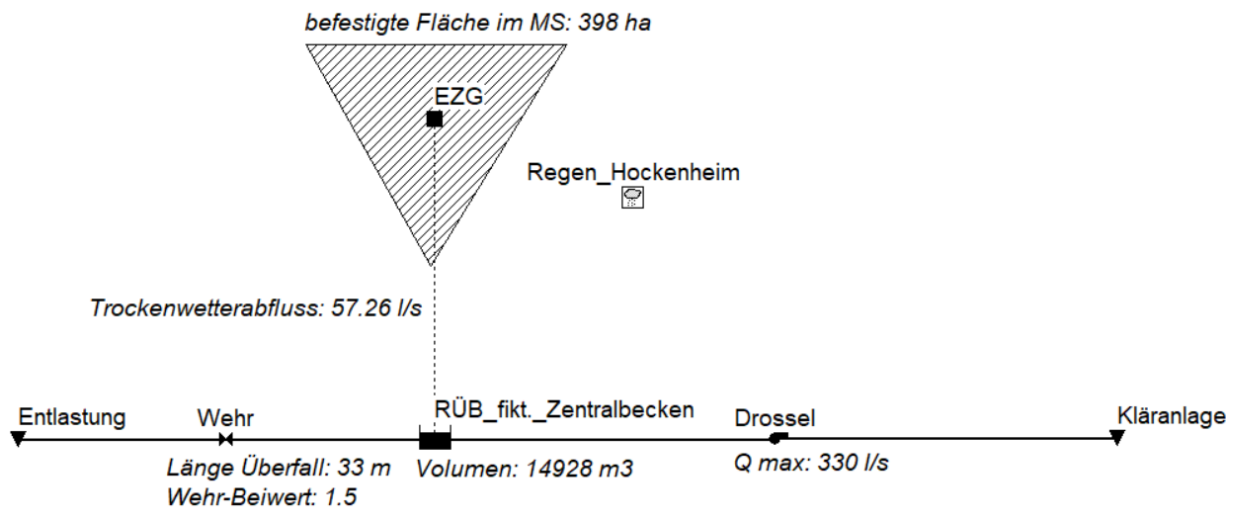 befestigte Fläche im MS: 398 ha
EZG
Regen_Hockenheim
Trockenwetterabfluss: 57.26 l/s
Entlastung
Wehr
RÜB_fikt._Zentralbecken
Drossel
Kläranlage
Länge Überfall: 33 m
Wehr-Beiwert: 1.5
Volumen: 14928 m3
Q max: 330 l/s